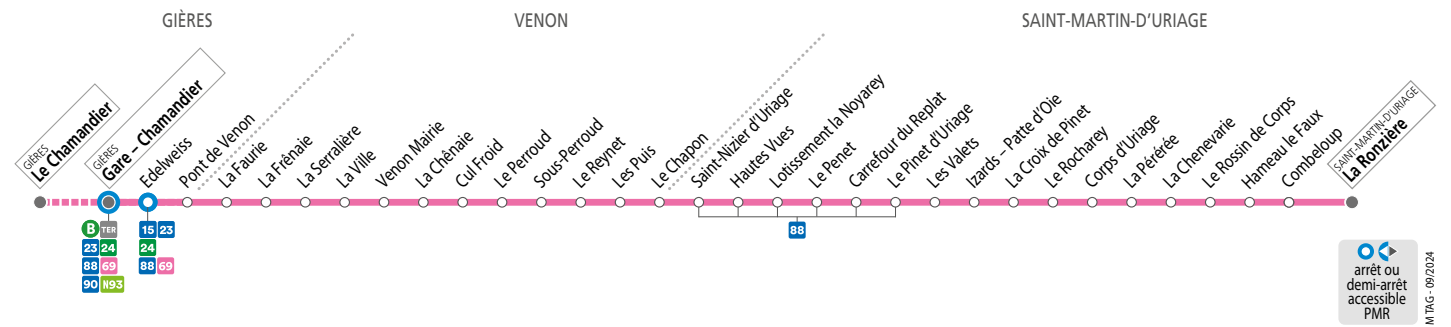 GIÈRES
VENON
SAINT-MARTIN-D'URIAGE
GIÈRES
Le Chamandier
GIÈRES
Gare – Chamandier
Edelweiss
Pont de Venon
La Faurie
La Frênaie
La Serralière
La Ville
Venon Mairie
La Chênaie
Cul Froid
Le Perroud
Sous-Perroud
Le Reynet
Les Puis
Le Chapon
Saint-Nizier d'Uriage
Hautes Vues
Lotissement la Noyarey
Le Penet
Carrefour du Replat
Le Pinet d'Uriage
Les Valets
Izards – Patte d'Oie
La Croix de Pinet
Le Rocharey
Corps d'Uriage
La Pérérée
La Chenevarie
Le Rossin de Corps
Hameau le Faux
Combeloup
SAINT-MARTIN-D'URIAGE
La Ronzière
B TER
23 24
88 69
90 N93
15 23
24
88 69
88
arrêt ou
demi-arrêt
accessible
PMR
M TAG - 09/2024